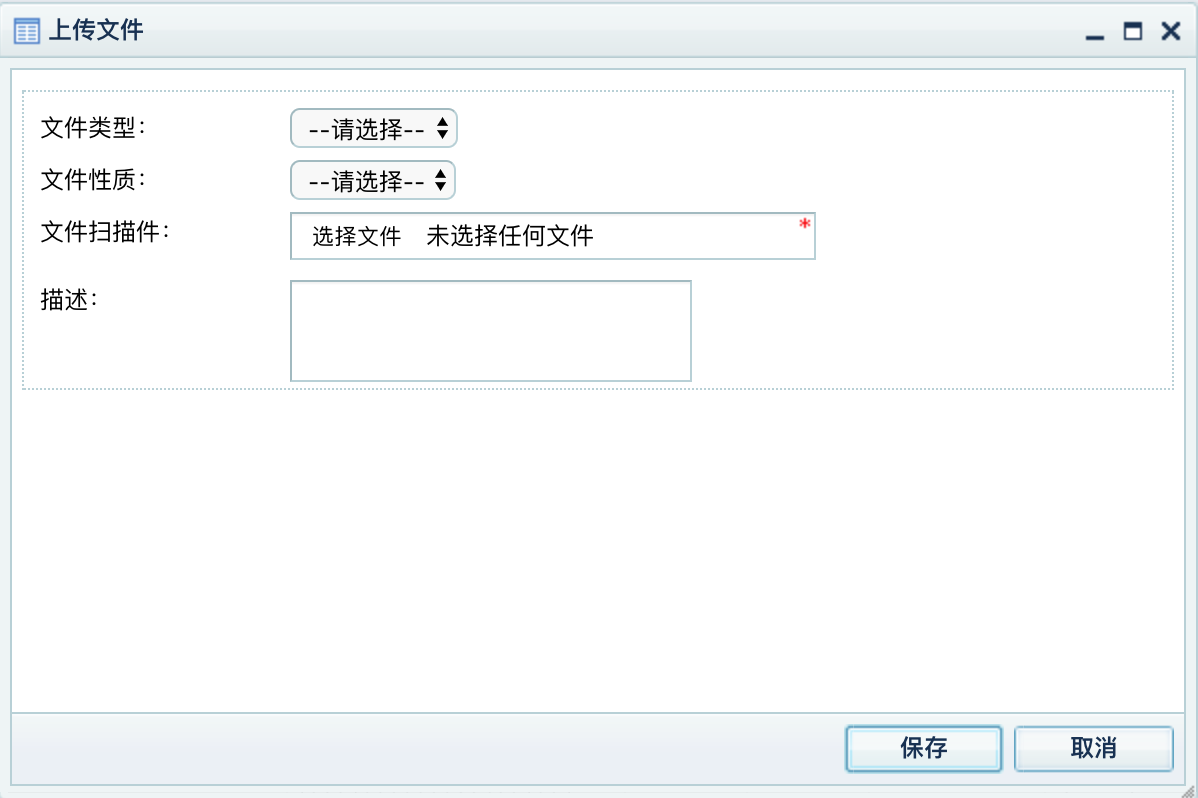 上传文件
文件类型：
--请选择--
文件性质：
--请选择--
文件扫描件：
选择文件 未选择任何文件 *
描述：
保存 取消